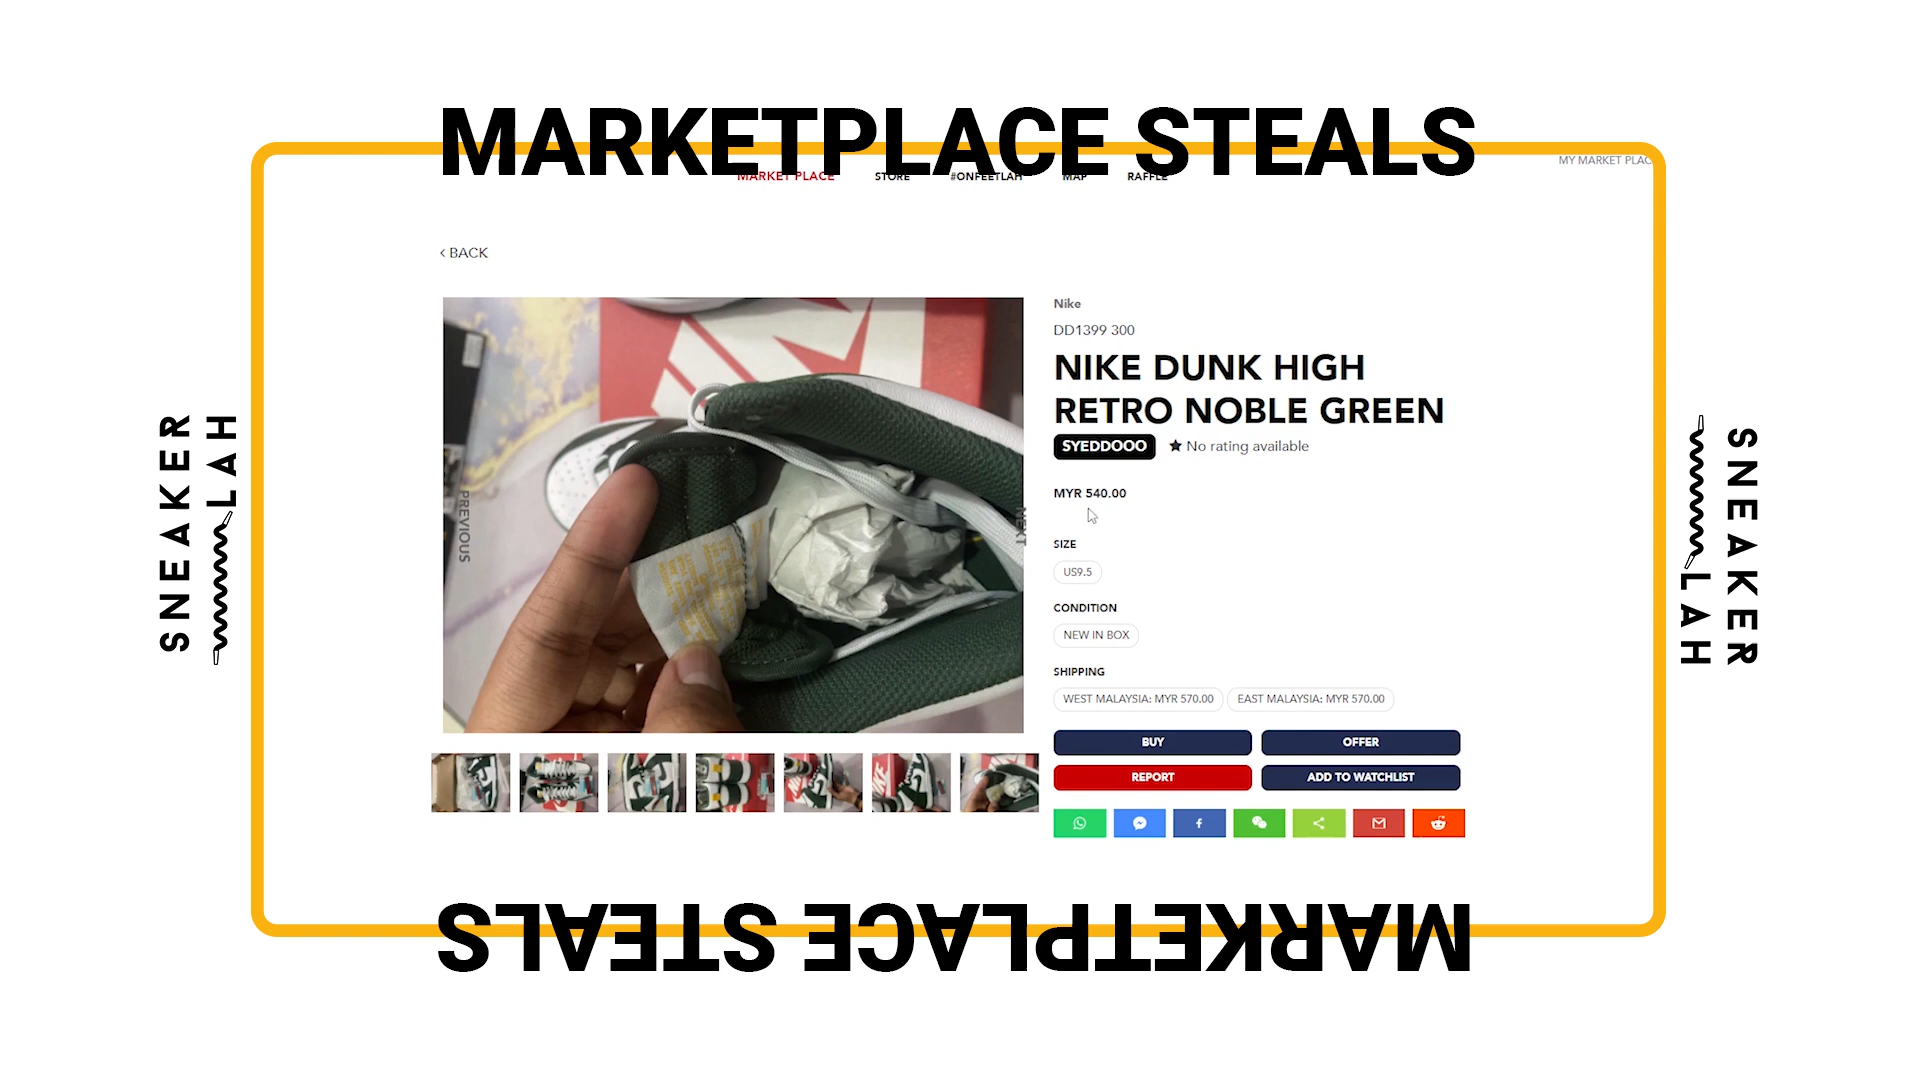 MARKETPLACE STEALS
MY MARKET PLAC
MARKET PLACE STORE #ONFEETLAH MAP RAFFLE
< BACK
Nike
DD1399 300
NIKE DUNK HIGH
RETRO NOBLE GREEN
SYEDDOOO ★ No rating available
MYR 540.00
PREVIOUS
NEXT
SIZE
US9.5
CONDITION
NEW IN BOX
SHIPPING
WEST MALAYSIA: MYR 570.00 EAST MALAYSIA: MYR 570.00
BUY OFFER
REPORT ADD TO WATCHLIST
SNEAKER
LAH
SNEAKER
LAH
MARKETPLACE STEALS